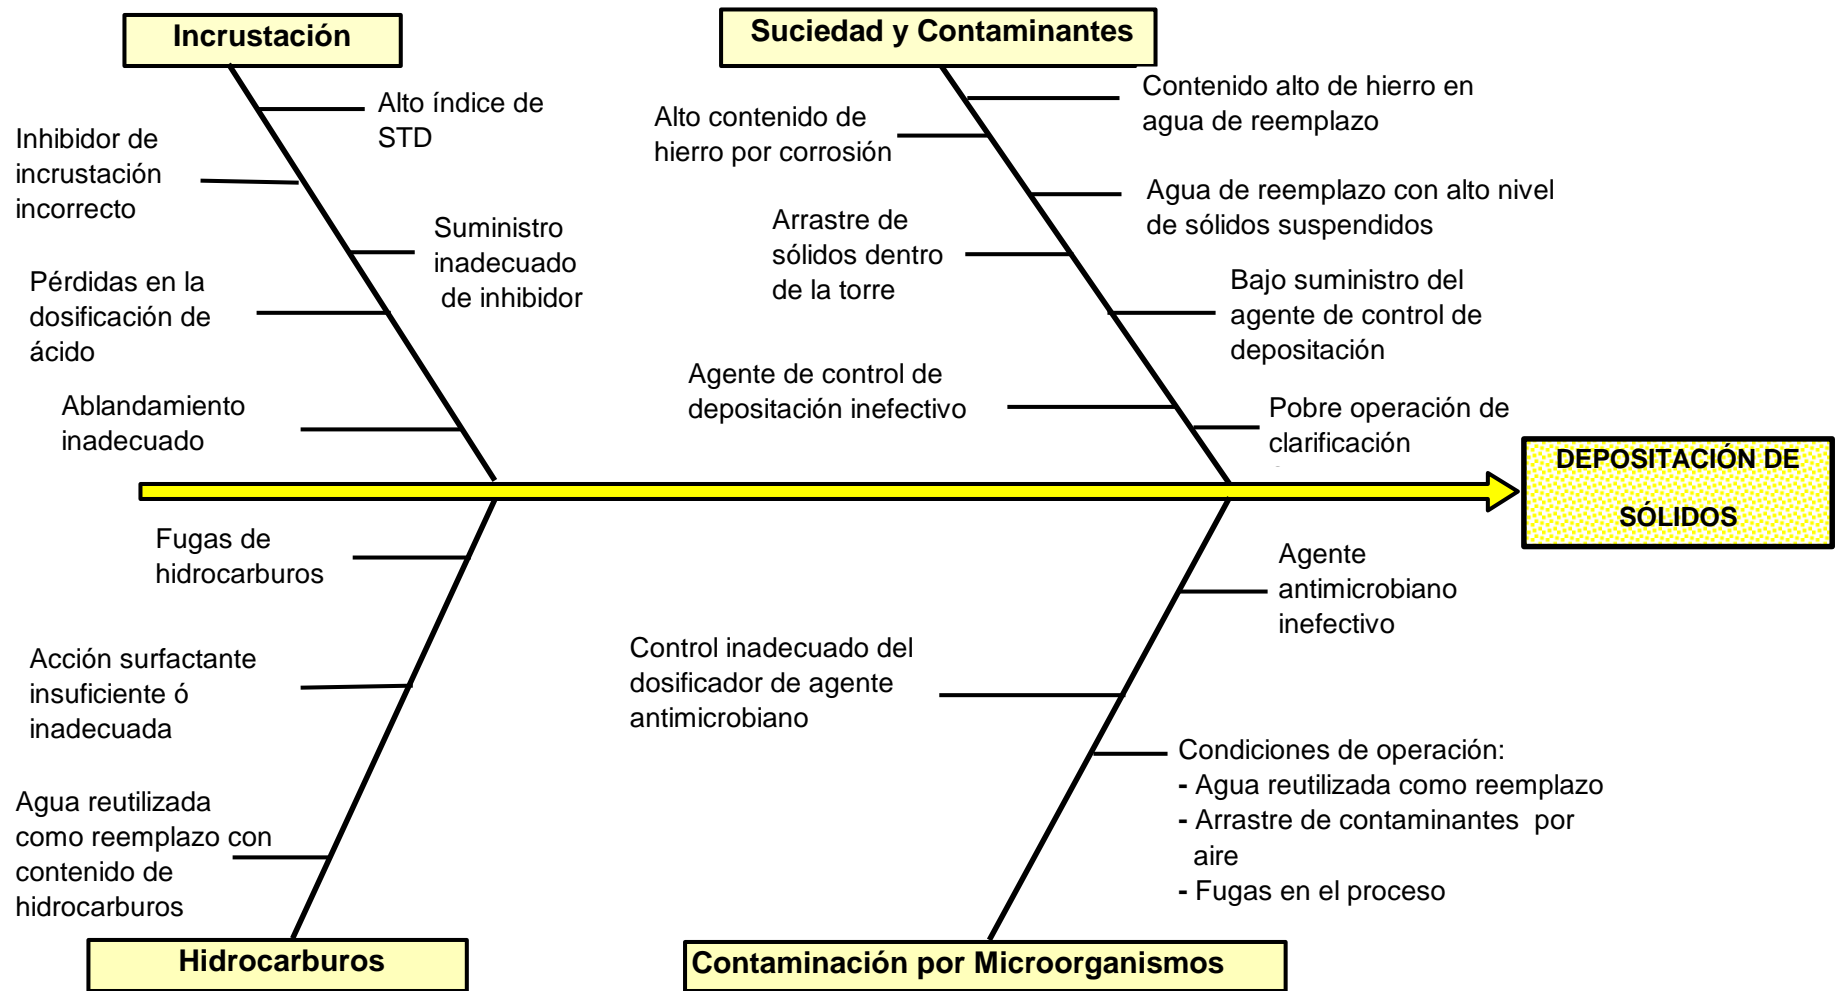 Incrustación
Alto índice de
STD
Inhibidor de
incrustación
incorrecto
Suministro
inadecuado
de inhibidor
Pérdidas en la
dosificación de
ácido
Ablandamiento
inadecuado
Suciedad y Contaminantes
Contenido alto de hierro en
agua de reemplazo
Alto contenido de
hierro por corrosión
Agua de reemplazo con alto nivel
de sólidos suspendidos
Arrastre de
sólidos dentro
de la torre
Bajo suministro del
agente de control de
depositación
Agente de control de
depositación inefectivo
Pobre operación de
clarificación
DEPOSITACIÓN DE
SÓLIDOS
Fugas de
hidrocarburos
Acción surfactante
insuficiente ó
inadecuada
Agua reutilizada
como reemplazo con
contenido de
hidrocarburos
Hidrocarburos
Agente
antimicrobiano
inefectivo
Control inadecuado del
dosificador de agente
antimicrobiano
Condiciones de operación:
- Agua reutilizada como reemplazo
- Arrastre de contaminantes por
aire
- Fugas en el proceso
Contaminación por Microorganismos